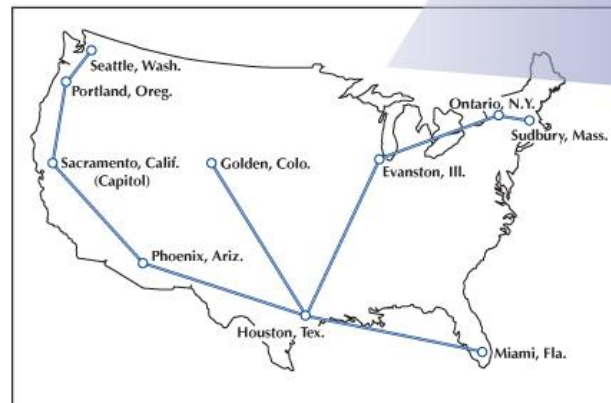 Seattle, Wash.
Portland, Oreg.
Ontario, N.Y.
Sudbury, Mass.
Sacramento, Calif.
(Capitol)
Golden, Colo.
Evanston, Ill.
Phoenix, Ariz.
Houston, Tex.
Miami, Fla.